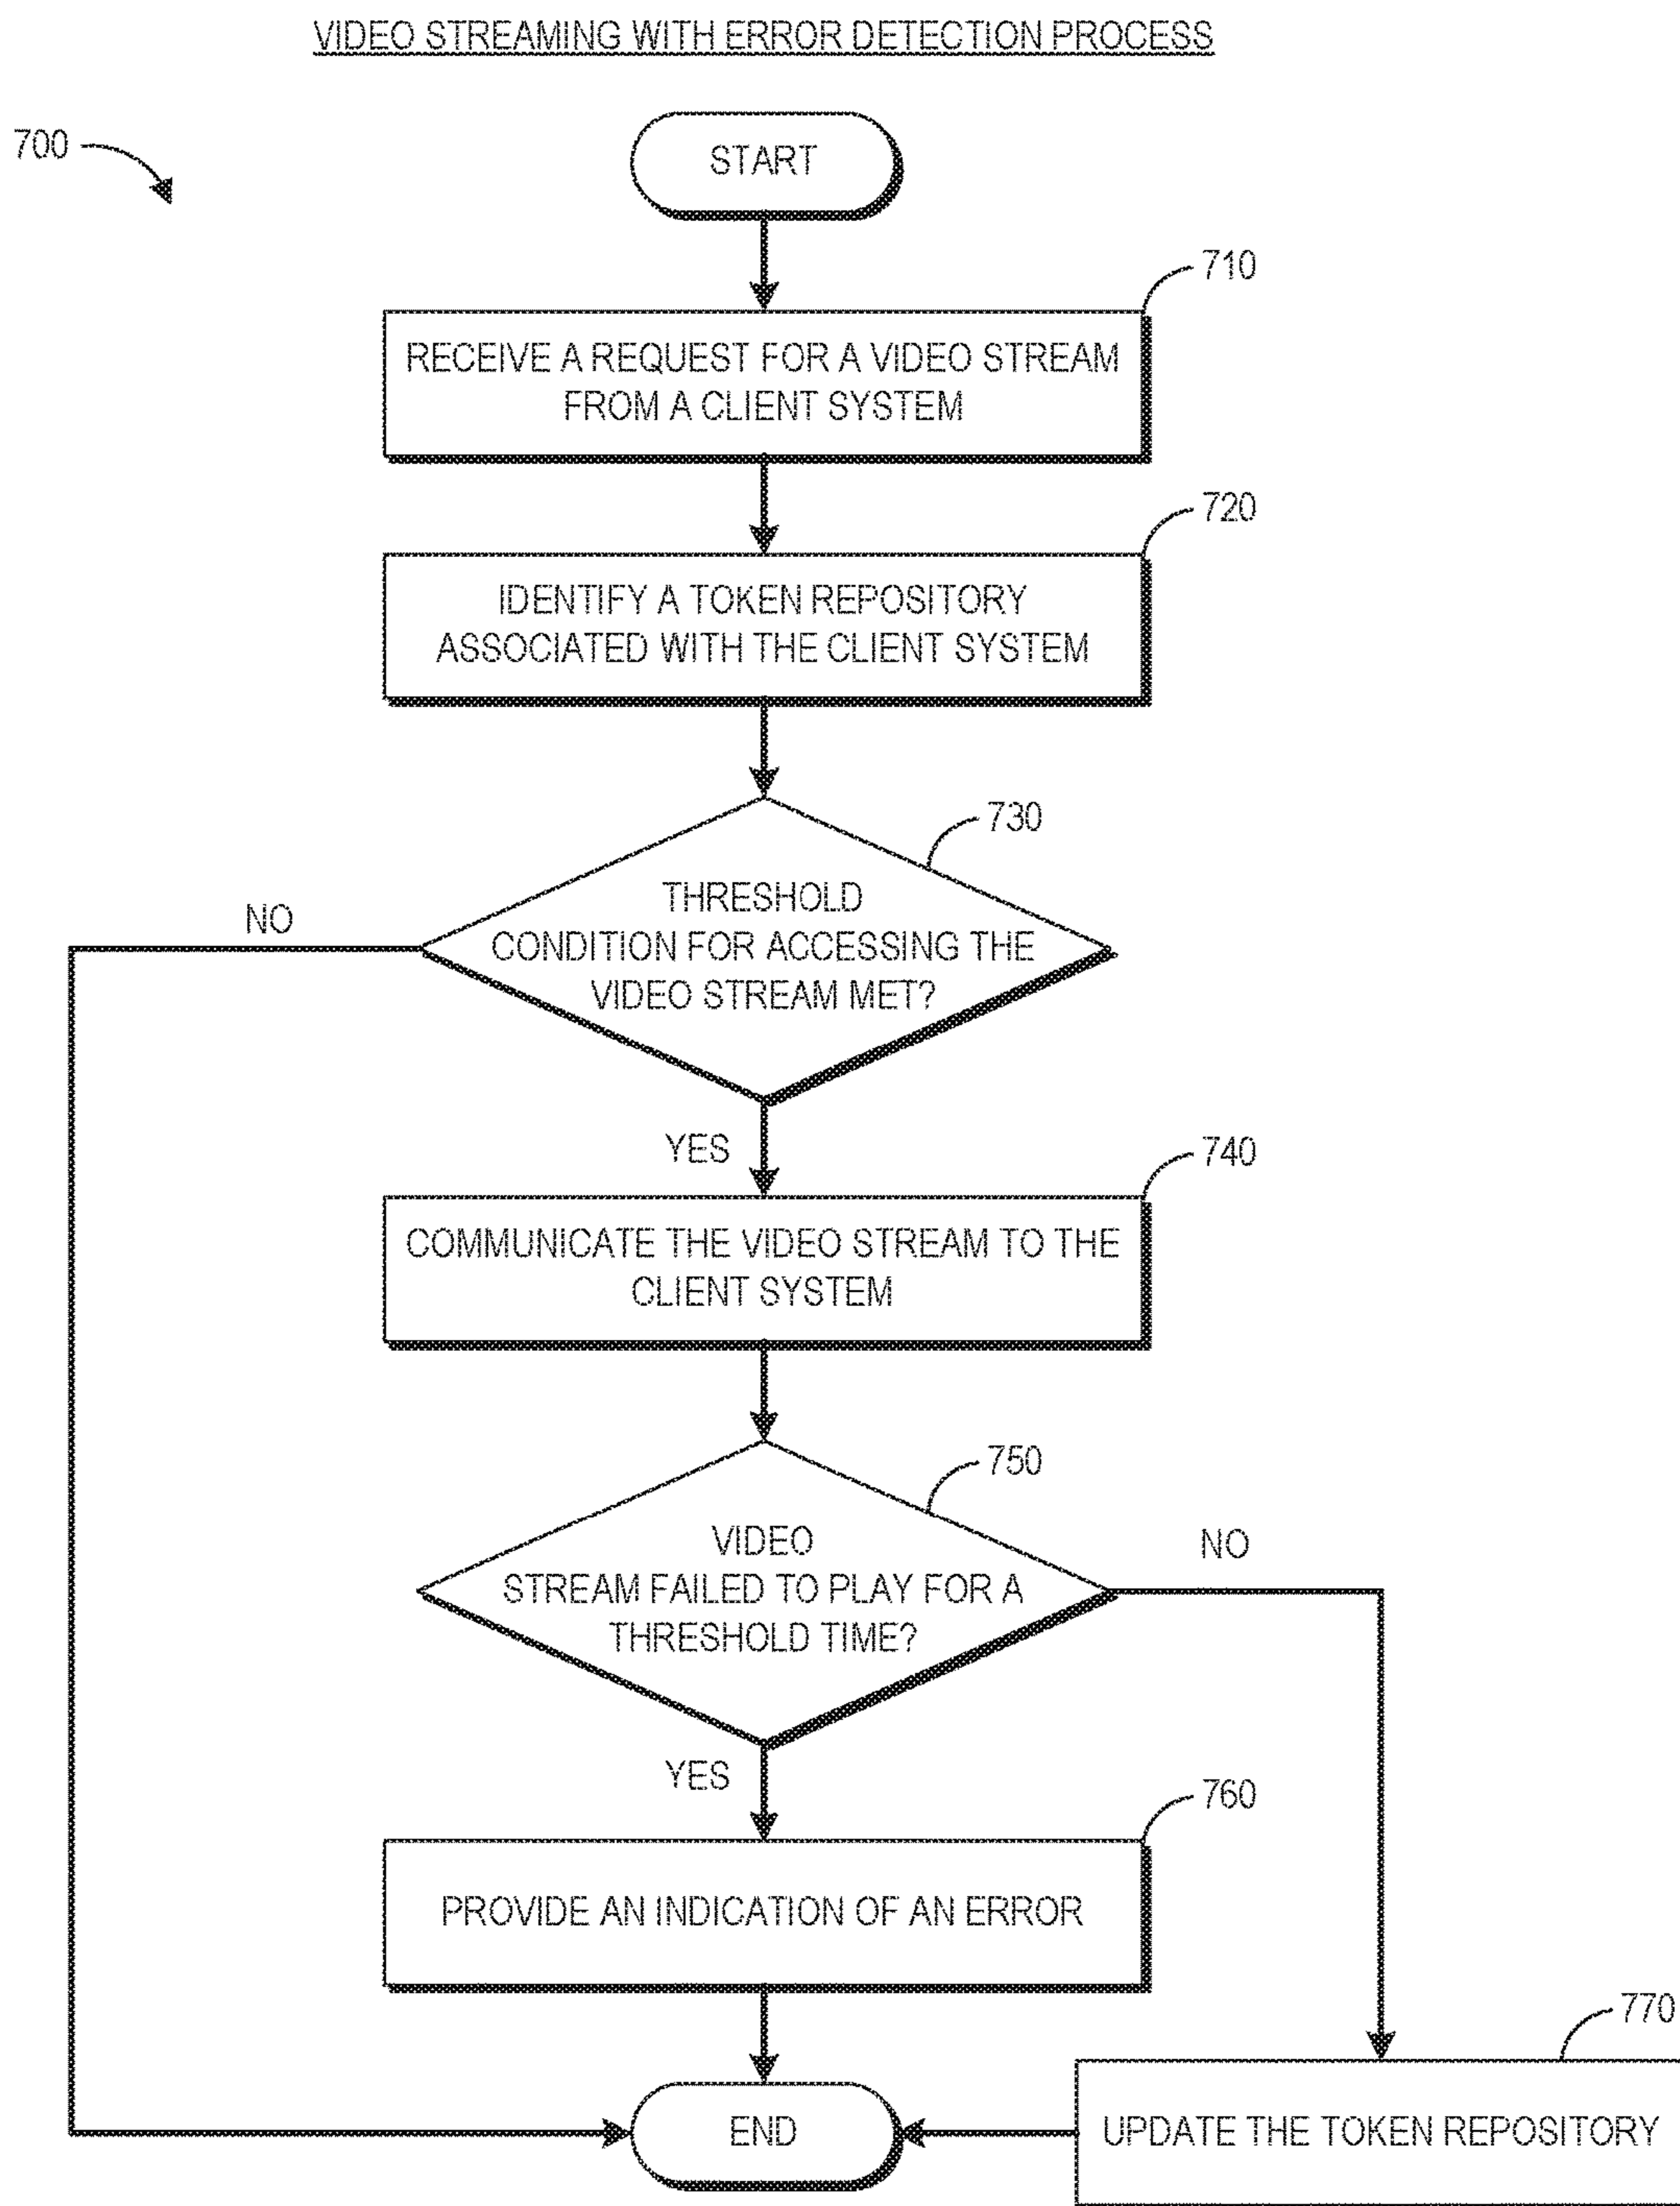 VIDEO STREAMING WITH ERROR DETECTION PROCESS
700
START
710
RECEIVE A REQUEST FOR A VIDEO STREAM
FROM A CLIENT SYSTEM
720
IDENTIFY A TOKEN REPOSITORY
ASSOCIATED WITH THE CLIENT SYSTEM
730
THRESHOLD
CONDITION FOR ACCESSING THE
VIDEO STREAM MET?
NO
YES
740
COMMUNICATE THE VIDEO STREAM TO THE
CLIENT SYSTEM
750
VIDEO
STREAM FAILED TO PLAY FOR A
THRESHOLD TIME?
NO
YES
760
PROVIDE AN INDICATION OF AN ERROR
770
UPDATE THE TOKEN REPOSITORY
END